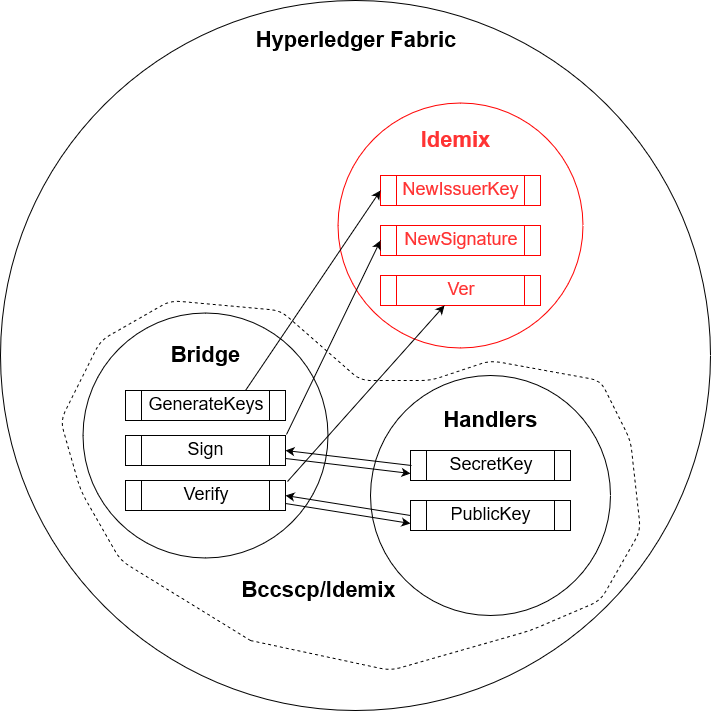 Hyperledger Fabric
Idemix
NewIssuerKey
NewSignature
Ver
Bridge
GenerateKeys
Sign
Verify
Handlers
SecretKey
PublicKey
Bccscp/Idemix